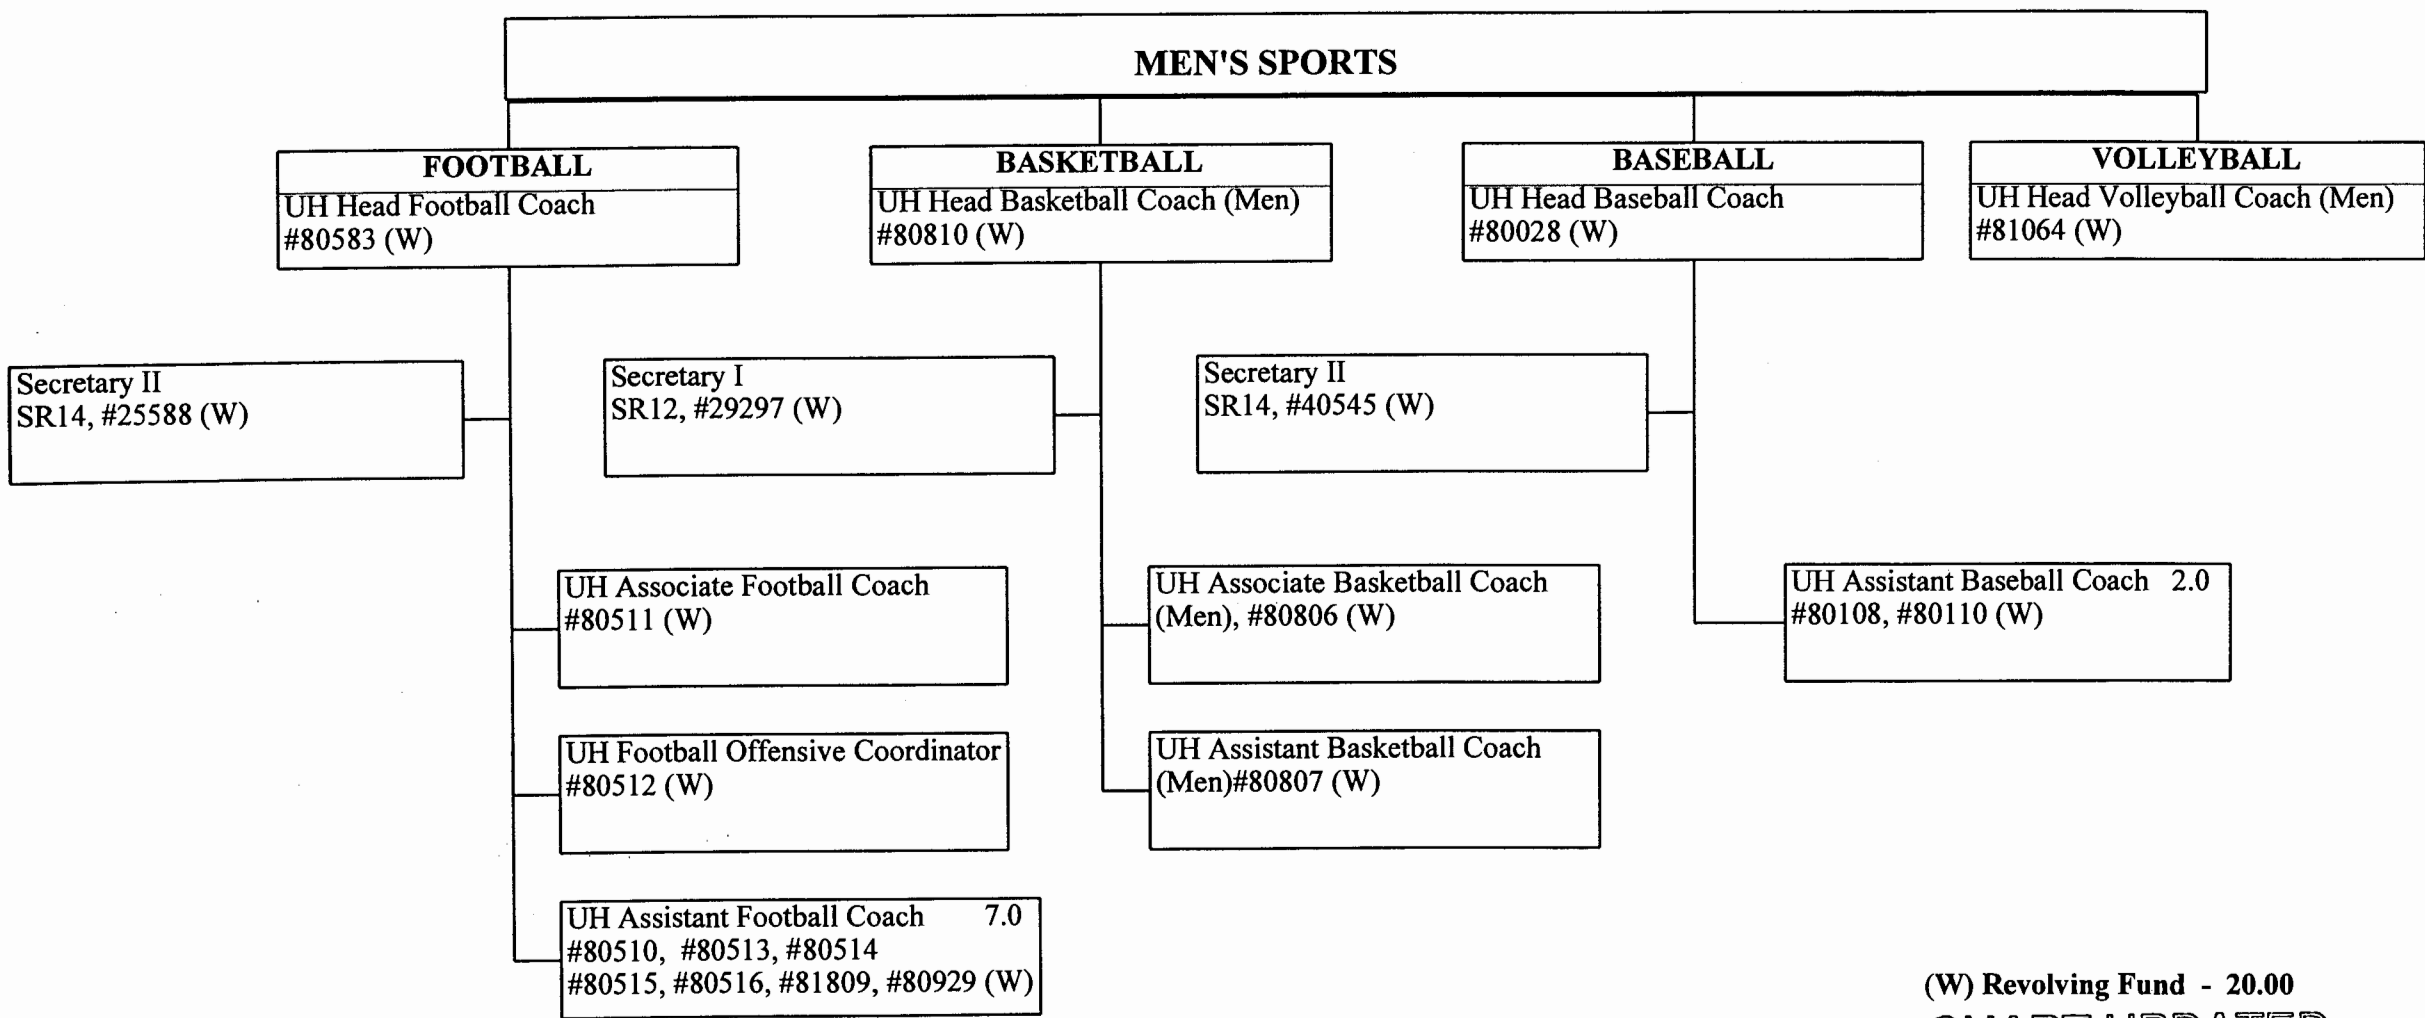 MEN'S SPORTS
FOOTBALL
UH Head Football Coach
#80583 (W)
BASKETBALL
UH Head Basketball Coach (Men)
#80810 (W)
BASEBALL
UH Head Baseball Coach
#80028 (W)
VOLLEYBALL
UH Head Volleyball Coach (Men)
#81064 (W)
Secretary II
SR14, #25588 (W)
Secretary I
SR12, #29297 (W)
Secretary II
SR14, #40545 (W)
UH Associate Football Coach
#80511 (W)
UH Associate Basketball Coach
(Men), #80806 (W)
UH Assistant Baseball Coach 2.0
#80108, #80110 (W)
UH Football Offensive Coordinator
#80512 (W)
UH Assistant Basketball Coach
(Men)#80807 (W)
UH Assistant Football Coach 7.0
#80510, #80513, #80514
#80515, #80516, #81809, #80929 (W)
(W) Revolving Fund - 20.00
CHART UPDATED